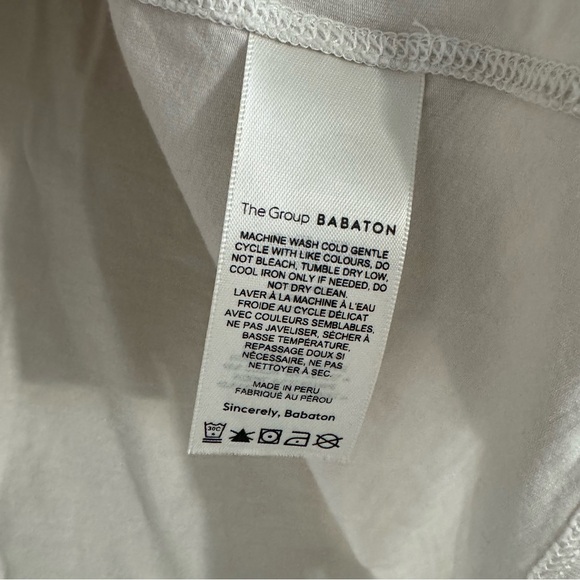 The Group BABATON
MACHINE WASH COLD GENTLE
CYCLE WITH LIKE COLOURS, DO
NOT BLEACH, TUMBLE DRY LOW,
COOL IRON ONLY IF NEEDED, DO
NOT DRY CLEAN.
LAVER À LA MACHINE À L'EAU
FROIDE AU CYCLE DÉLICAT
AVEC COULEURS SEMBLABLES,
NE PAS JAVELISER, SÉCHER À
BASSE TEMPÉRATURE.
REPASSAGE DOUX SI
NÉCESSAIRE, NE PAS
NETTOYER À SEC.
MADE IN PERU
FABRIQUÉ AU PÉROU
Sincerely, Babaton
30C